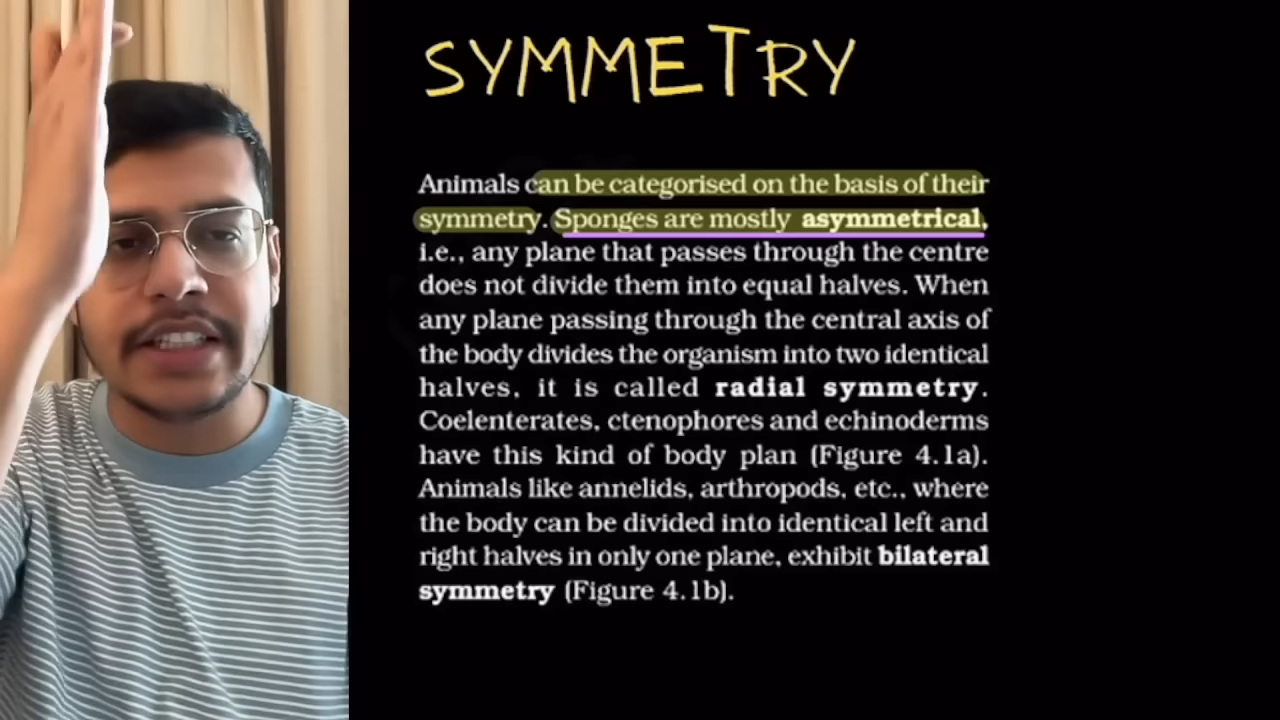 SYMMETRY
Animals can be categorised on the basis of their
symmetry. Sponges are mostly asymmetrical,
i.e., any plane that passes through the centre
does not divide them into equal halves. When
any plane passing through the central axis of
the body divides the organism into two identical
halves, it is called radial symmetry.
Coelenterates, ctenophores and echinoderms
have this kind of body plan (Figure 4.1a).
Animals like annelids, arthropods, etc., where
the body can be divided into identical left and
right halves in only one plane, exhibit bilateral
symmetry (Figure 4.1b).